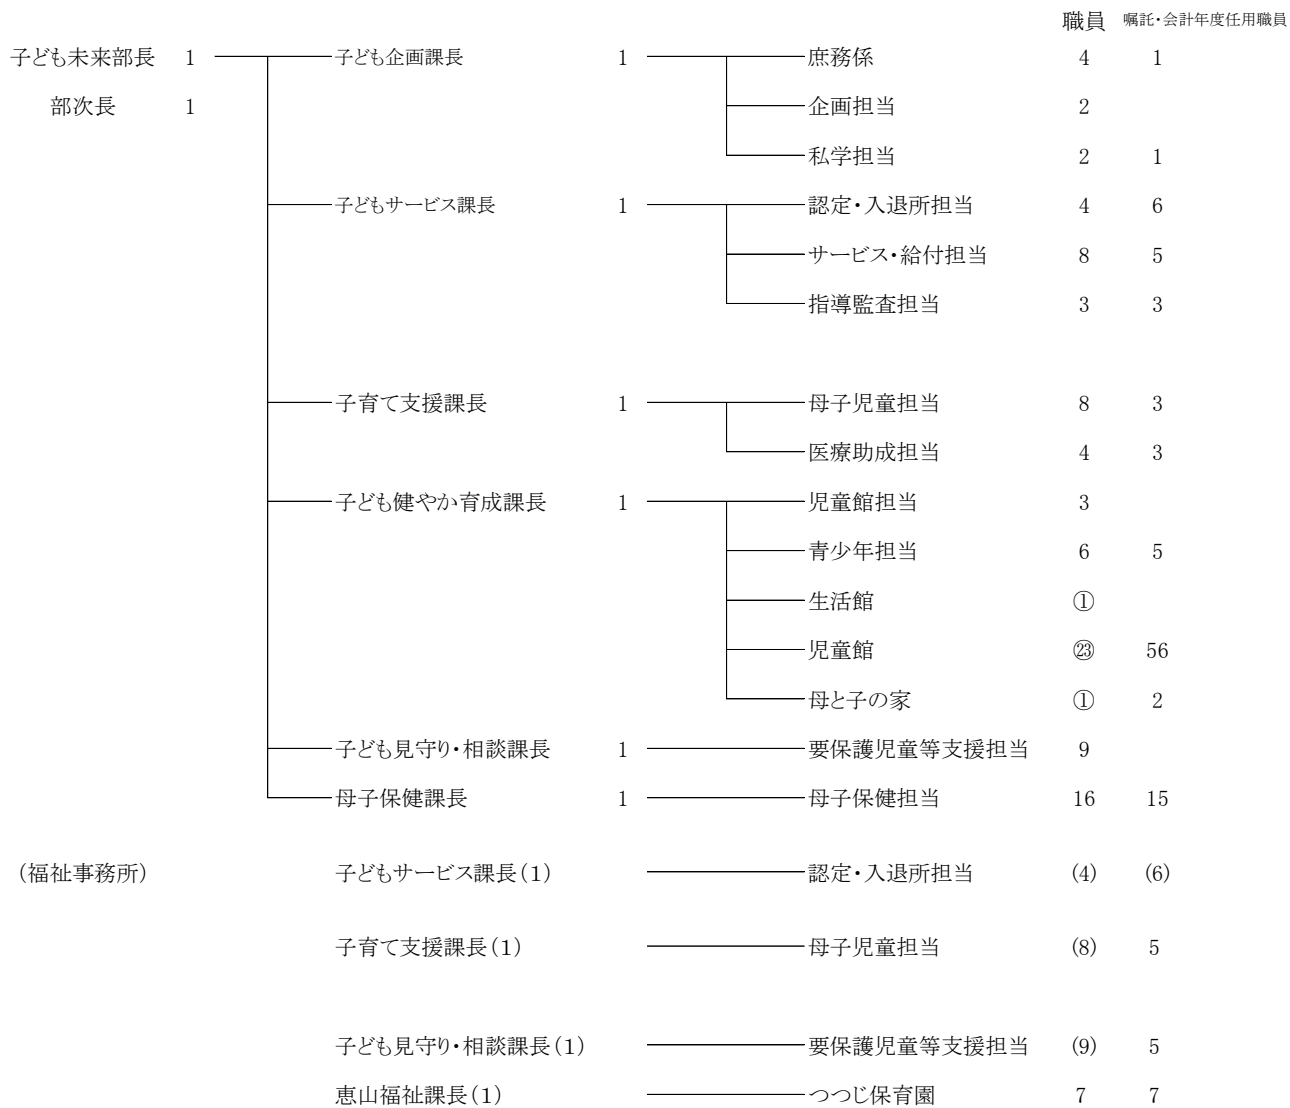 職員 嘱託・会計年度任用職員
子ども未来部長 1 子ども企画課長 1 庶務係 4 1
部次長 1 企画担当 2
私学担当 2 1
子どもサービス課長 1 認定・入退所担当 4 6
サービス・給付担当 8 5
指導監査担当 3 3
子育て支援課長 1 母子児童担当 8 3
医療助成担当 4 3
子ども健やか育成課長 1 児童館担当 3
青少年担当 6 5
生活館 ①
児童館 ㉓ 56
母と子の家 ① 2
子ども見守り・相談課長 1 要保護児童等支援担当 9
母子保健課長 1 母子保健担当 16 15
(福祉事務所) 子どもサービス課長(1) 認定・入退所担当 (4) (6)
子育て支援課長(1) 母子児童担当 (8) 5
子ども見守り・相談課長(1) 要保護児童等支援担当 (9) 5
恵山福祉課長(1) つつじ保育園 7 7